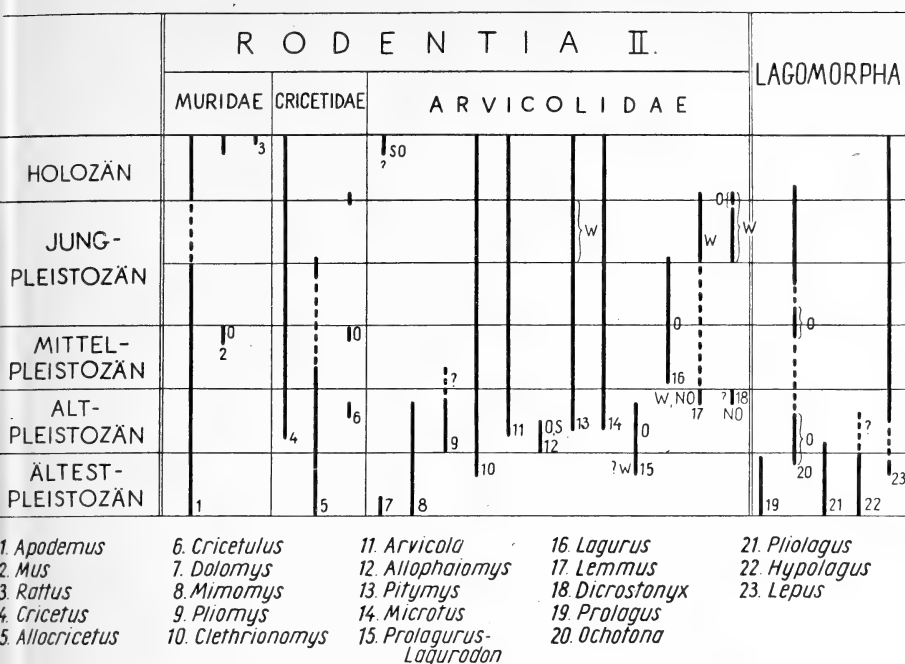 RODENTIA II.
LAGOMORPHA
MURIDAE CRICETIDAE ARVICOLIDAE
HOLOZÄN
JUNG-
PLEISTOZÄN
MITTEL-
PLEISTOZÄN
ALT-
PLEISTOZÄN
ÄLTEST-
PLEISTOZÄN
3 SO
?
O W
W W
O O O O
2
? 16
W, NO ? 18
6 17 NO
4 9 11 O,S 13 14 O O ?
12
10 ?W 15 20 23
1 5 7 8 19 21 22
1. Apodemus 6. Cricetulus 11. Arvicola 16. Lagurus 21. Pliolagus
2. Mus 7. Dolomys 12. Allophaiomys 17. Lemmus 22. Hypolagus
3. Rattus 8. Mimomys 13. Pitymys 18. Dicrostonyx 23. Lepus
4. Cricetus 9. Pliomys 14. Microtus 19. Prolagus
5. Allocricetus 10. Clethrionomys 15. Prolagurus- 20. Ochotona
Lagurodon